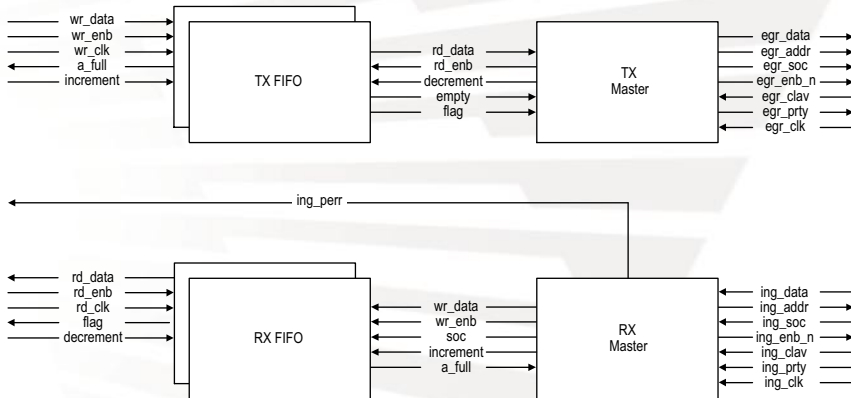 wr_data
wr_enb
wr_clk
a_full
increment
TX FIFO
rd_data
rd_enb
decrement
empty
flag
TX
Master
egr_data
egr_addr
egr_soc
egr_enb_n
egr_clav
egr_prty
egr_clk
ing_perr
rd_data
rd_enb
rd_clk
flag
decrement
RX FIFO
wr_data
wr_enb
soc
increment
a_full
RX
Master
ing_data
ing_addr
ing_soc
ing_enb_n
ing_clav
ing_prty
ing_clk